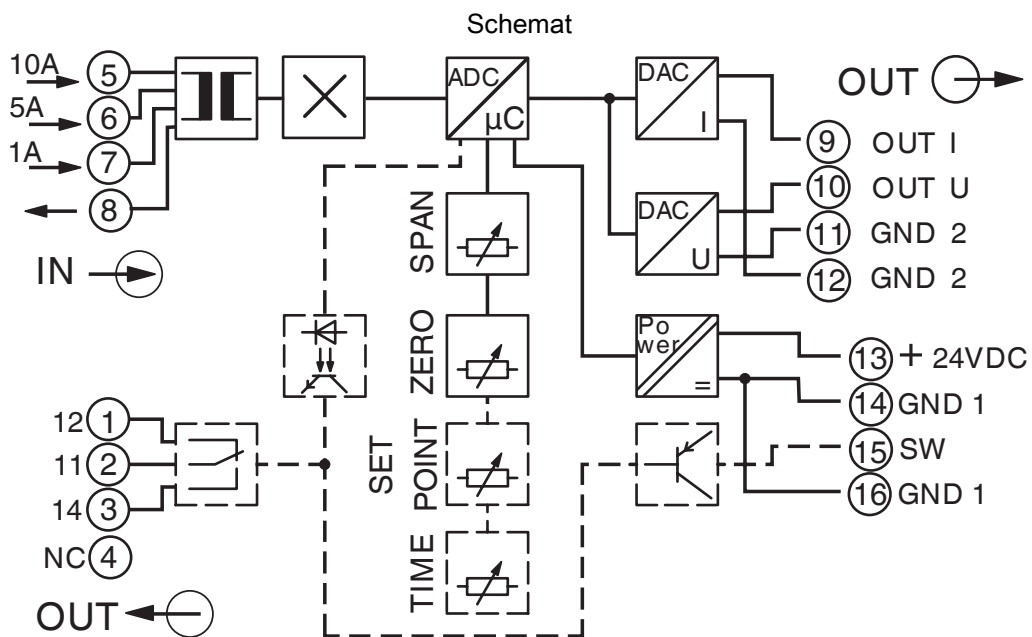 Schemat
10A 5
5A 6
1A 7
8
IN
ADC
µC
DAC
I
DAC
U
OUT
9 OUT I
10 OUT U
11 GND 2
12 GND 2
SPAN
ZERO
SET
POINT
TIME
Po
wer
=
13 + 24VDC
14 GND 1
15 SW
16 GND 1
12 1
11 2
14 3
NC 4
OUT